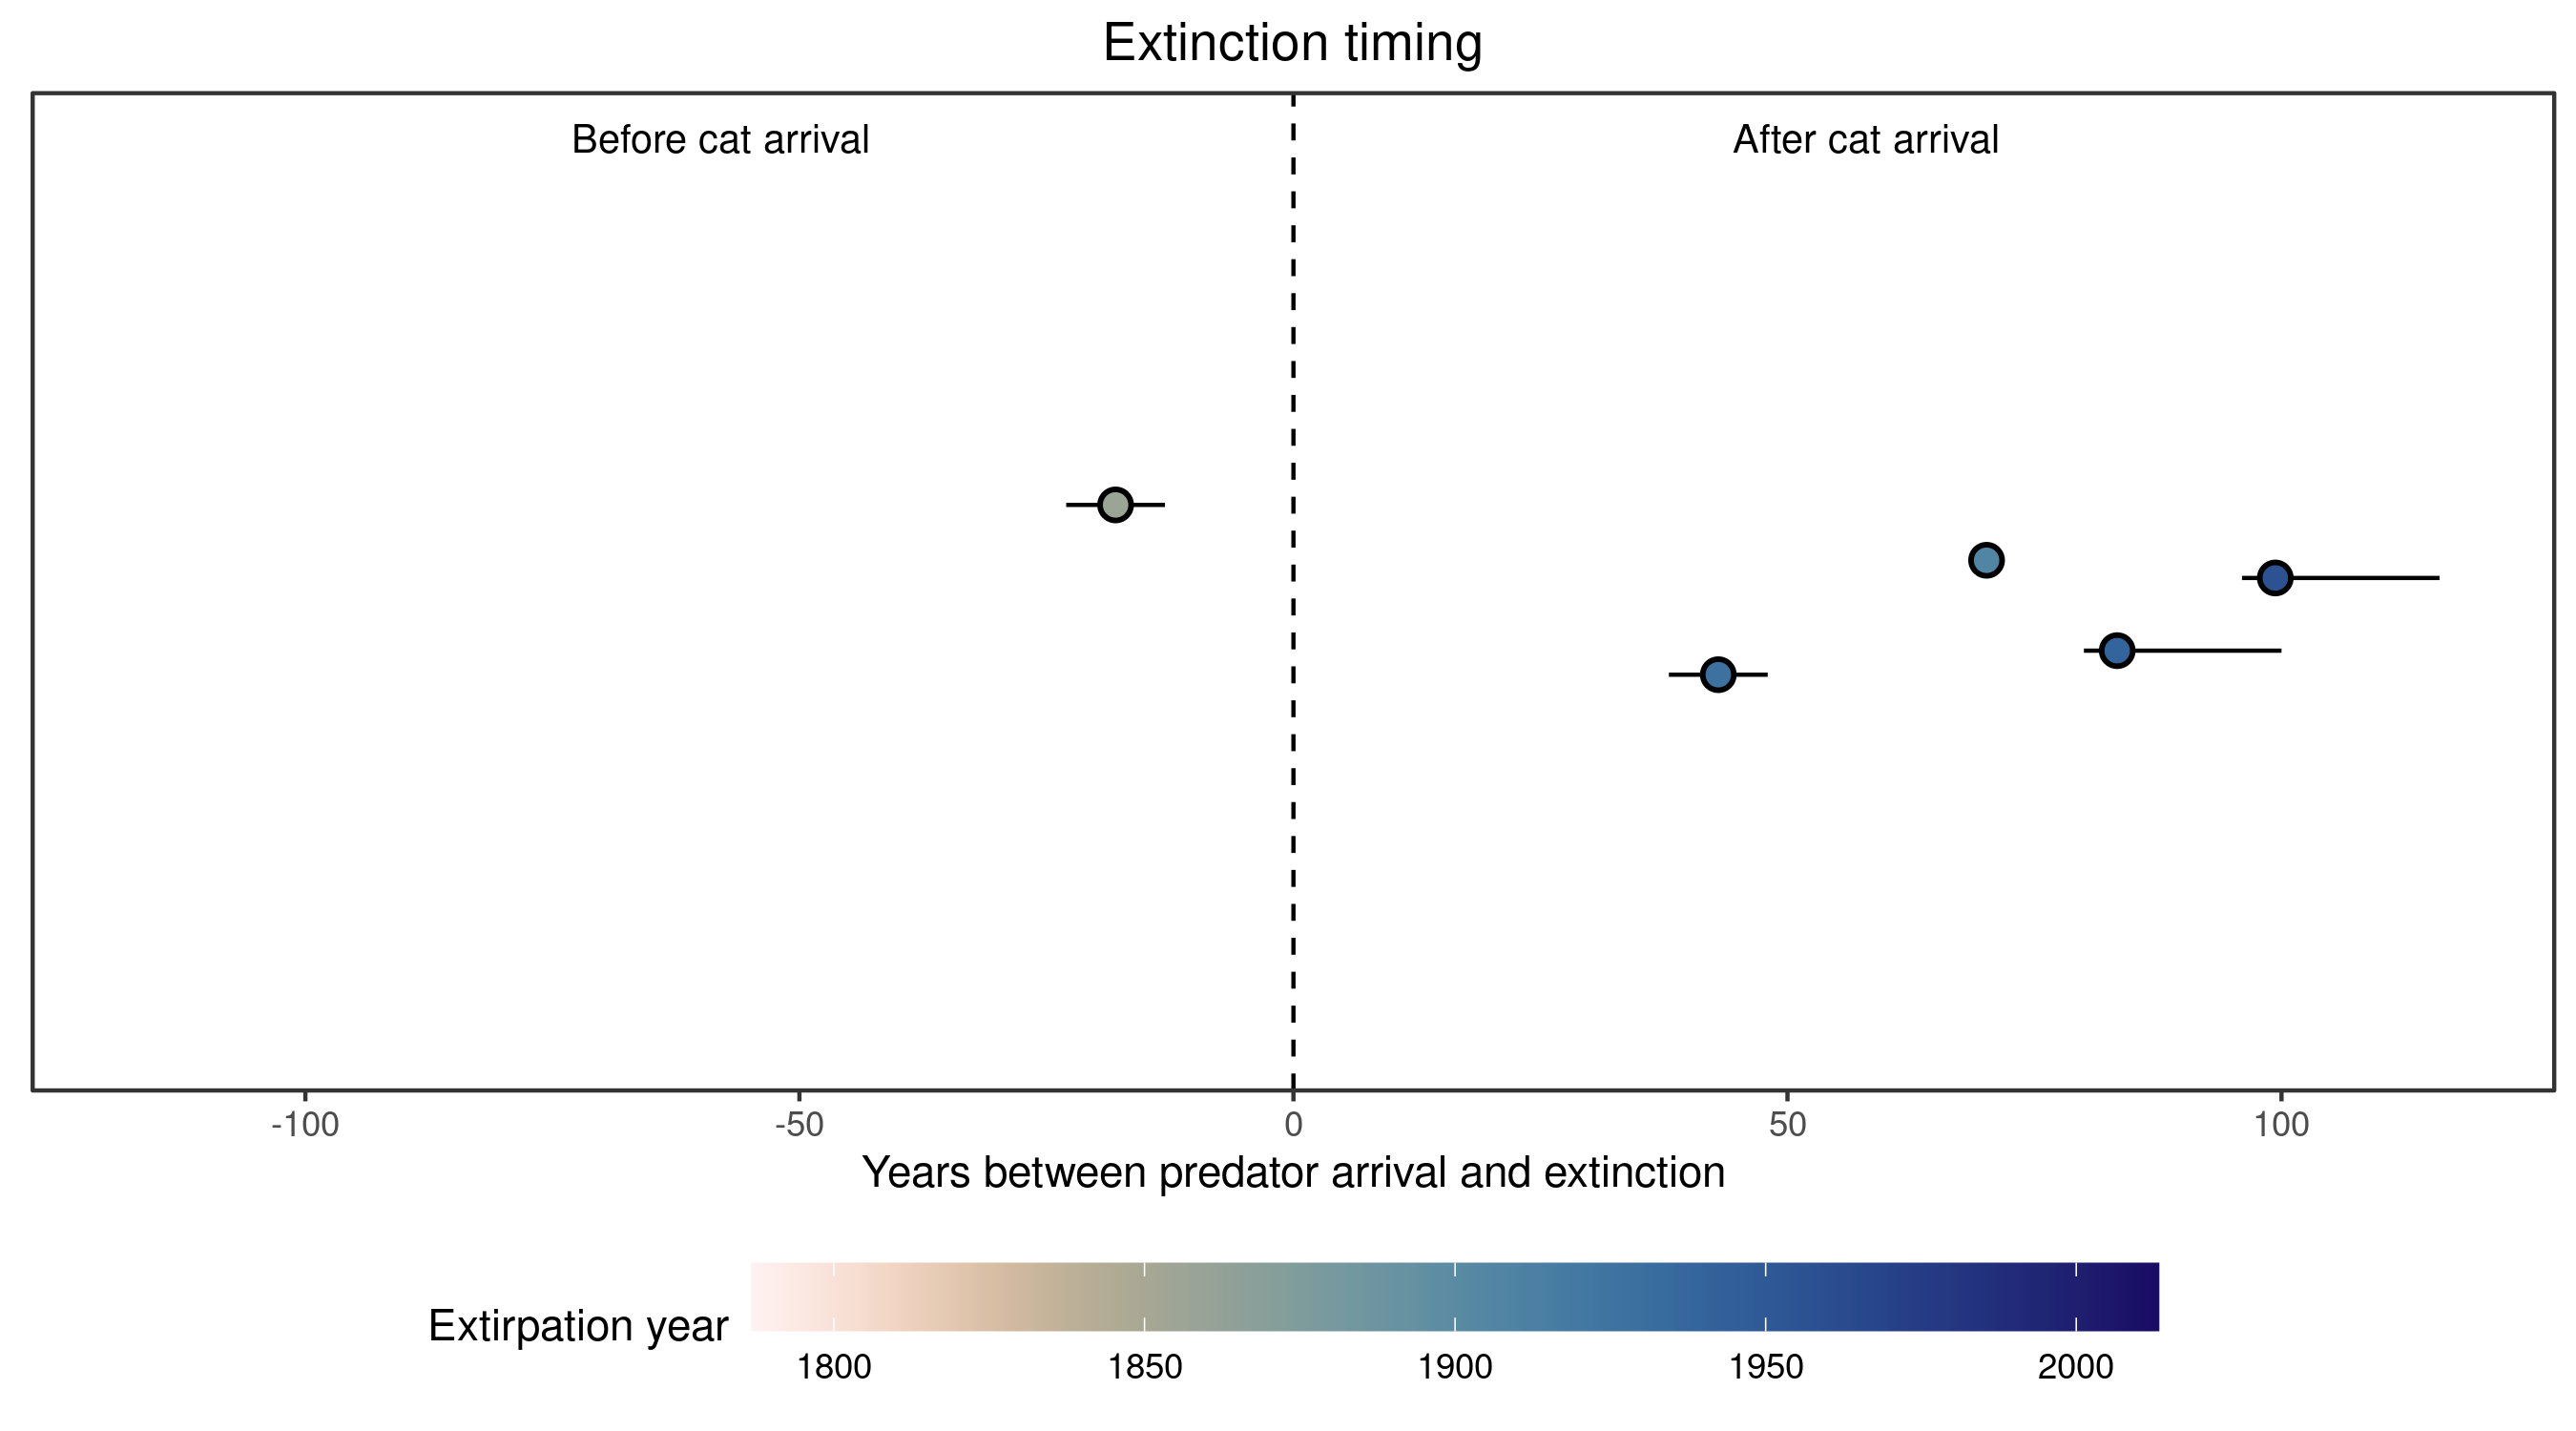 Extinction timing
Before cat arrival
After cat arrival
-100
-50
0
50
100
Years between predator arrival and extinction
Extirpation year
1800
1850
1900
1950
2000